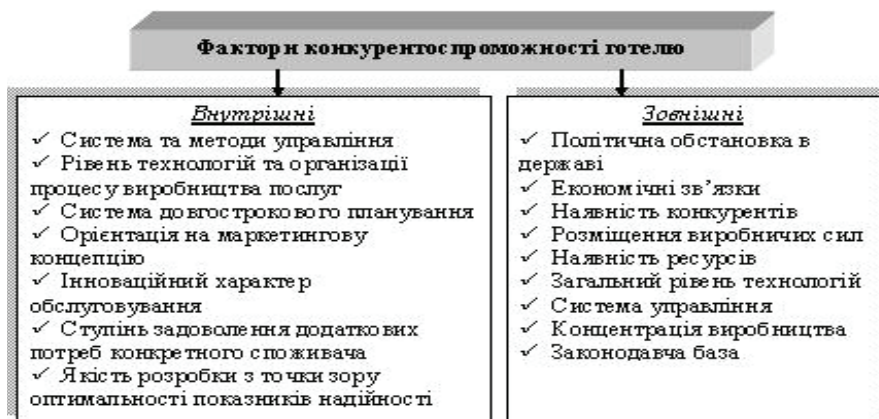 Фактори конкурентоспроможності готелю
Внутрішні
✓ Система та методи управління
✓ Рівень технологій та організації
процесу виробництва послуг
✓ Система довгострокового планування
✓ Орієнтація на маркетингову
концепцію
✓ Інноваційний характер
обслуговування
✓ Ступінь задоволення додаткових
потреб конкретного споживача
✓ Якість розробки з точки зору
оптимальності показників надійності
Зовнішні
✓ Політична обстановка в
державі
✓ Економічні зв’язки
✓ Наявність конкурентів
✓ Розміщення виробничих сил
✓ Наявність ресурсів
✓ Загальний рівень технологій
✓ Система управління
✓ Концентрація виробництва
✓ Законодавча база